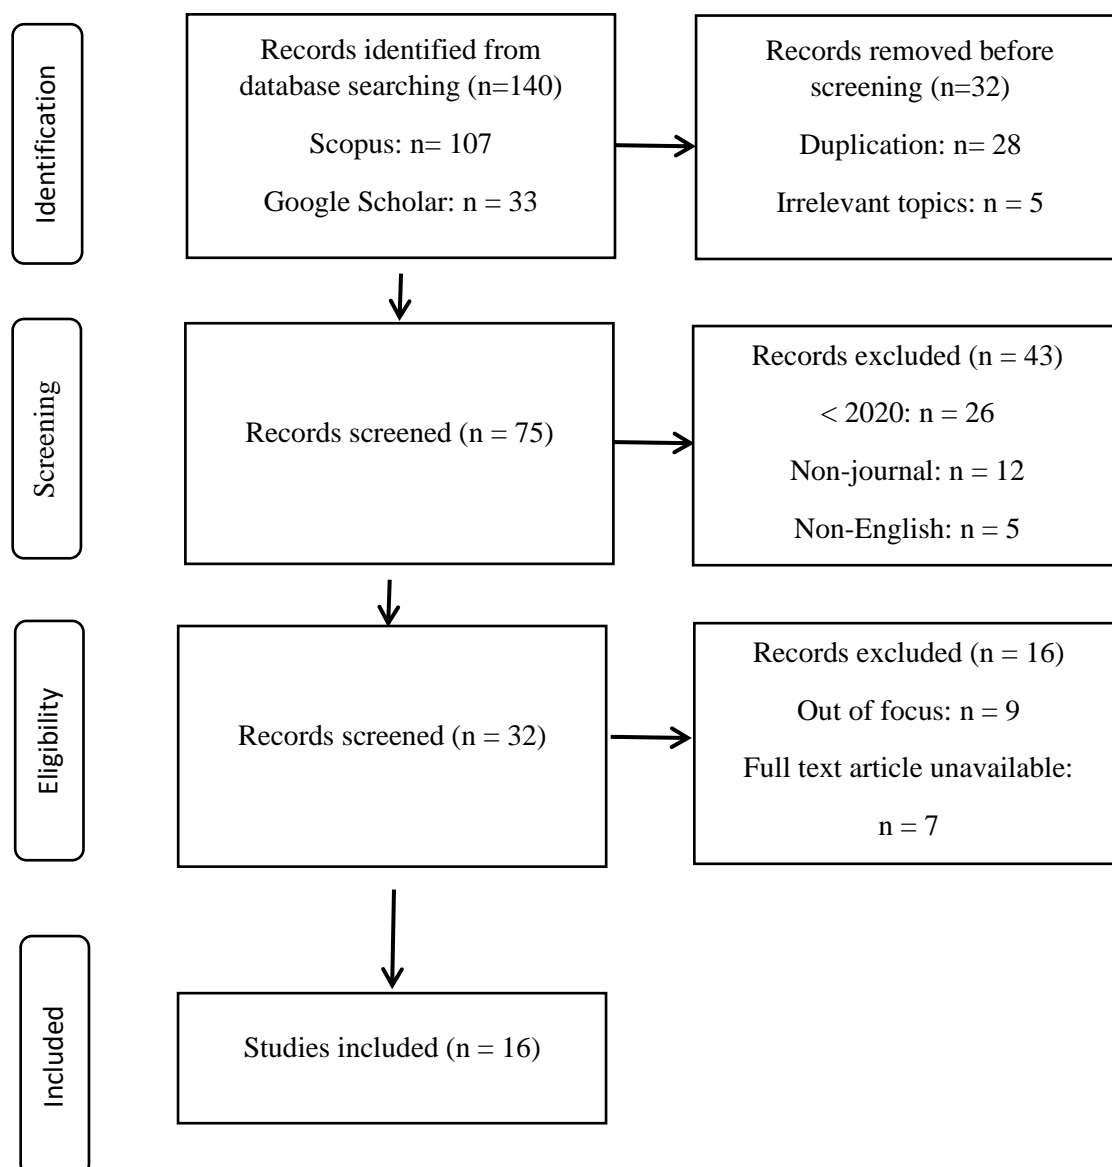 Identification
Records identified from
database searching (n=140)
Scopus: n= 107
Google Scholar: n = 33
Records removed before
screening (n=32)
Duplication: n= 28
Irrelevant topics: n = 5
Screening
Records screened (n = 75)
Records excluded (n = 43)
< 2020: n = 26
Non-journal: n = 12
Non-English: n = 5
Eligibility
Records screened (n = 32)
Records excluded (n = 16)
Out of focus: n = 9
Full text article unavailable:
n = 7
Included
Studies included (n = 16)